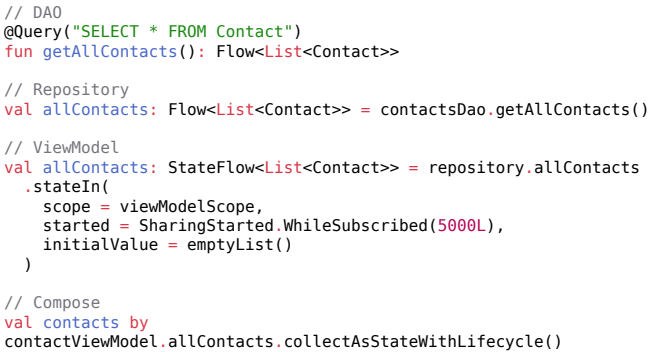 // DAO
@Query("SELECT * FROM Contact")
fun getAllContacts(): Flow<List<Contact>>

// Repository
val allContacts: Flow<List<Contact>> = contactsDao.getAllContacts()

// ViewModel
val allContacts: StateFlow<List<Contact>> = repository.allContacts
  .stateIn(
    scope = viewModelScope,
    started = SharingStarted.WhileSubscribed(5000L),
    initialValue = emptyList()
  )

// Compose
val contacts by
contactViewModel.allContacts.collectAsStateWithLifecycle()